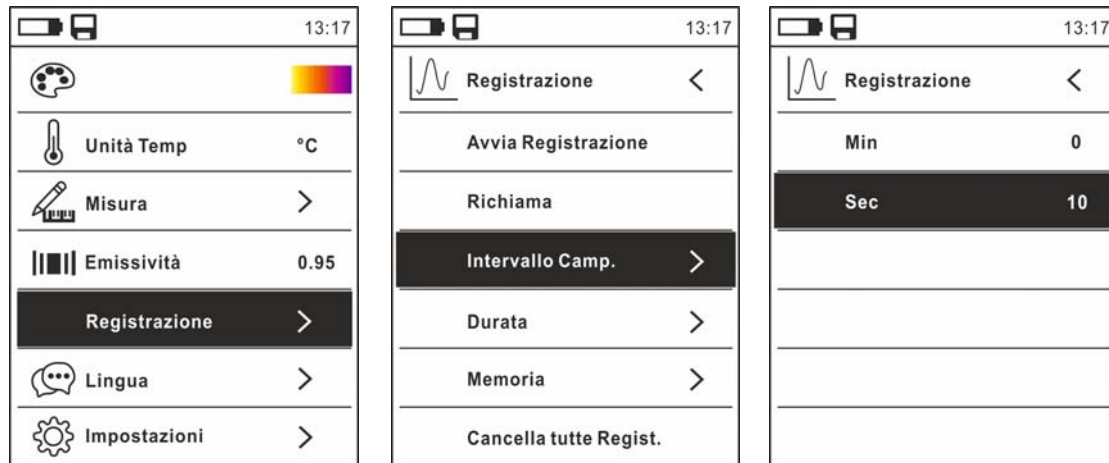 13:17
Unità Temp °C
Misura >
Emissività 0.95
Registrazione >
Lingua >
Impostazioni >
13:17
Registrazione <
Avvia Registrazione
Richiama
Intervallo Camp. >
Durata >
Memoria >
Cancella tutte Regist.
13:17
Registrazione <
Min 0
Sec 10